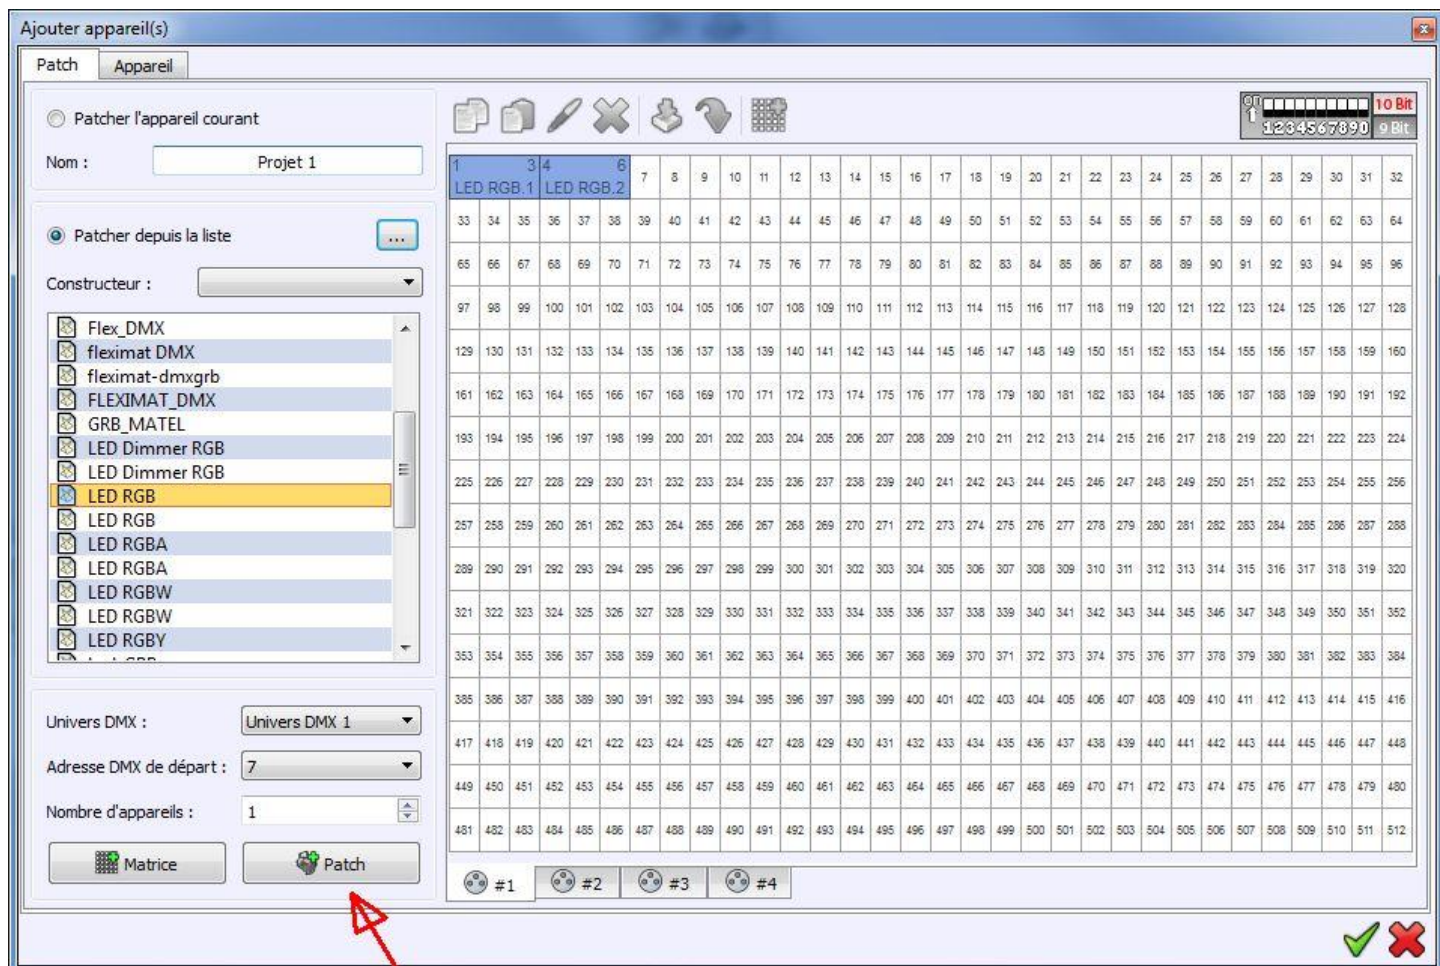 Ajouter appareil(s)
Patch Appareil
Patcher l'appareil courant
Nom : Projet 1
Patcher depuis la liste ...
Constructeur :
Flex_DMX
fleximat DMX
fleximat-dmxgrb
FLEXIMAT_DMX
GRB_MATEL
LED Dimmer RGB
LED Dimmer RGB
LED RGB
LED RGB
LED RGBA
LED RGBA
LED RGBW
LED RGBW
LED RGBY
Univers DMX : Univers DMX 1
Adresse DMX de départ : 7
Nombre d'appareils : 1
Matrice Patch
ON 1234567890 10 Bit
9 Bit
1 3 4 6 7 8 9 10 11 12 13 14 15 16 17 18 19 20 21 22 23 24 25 26 27 28 29 30 31 32
LED RGB.1 LED RGB.2
33 34 35 36 37 38 39 40 41 42 43 44 45 46 47 48 49 50 51 52 53 54 55 56 57 58 59 60 61 62 63 64
65 66 67 68 69 70 71 72 73 74 75 76 77 78 79 80 81 82 83 84 85 86 87 88 89 90 91 92 93 94 95 96
97 98 99 100 101 102 103 104 105 106 107 108 109 110 111 112 113 114 115 116 117 118 119 120 121 122 123 124 125 126 127 128
129 130 131 132 133 134 135 136 137 138 139 140 141 142 143 144 145 146 147 148 149 150 151 152 153 154 155 156 157 158 159 160
161 162 163 164 165 166 167 168 169 170 171 172 173 174 175 176 177 178 179 180 181 182 183 184 185 186 187 188 189 190 191 192
193 194 195 196 197 198 199 200 201 202 203 204 205 206 207 208 209 210 211 212 213 214 215 216 217 218 219 220 221 222 223 224
225 226 227 228 229 230 231 232 233 234 235 236 237 238 239 240 241 242 243 244 245 246 247 248 249 250 251 252 253 254 255 256
257 258 259 260 261 262 263 264 265 266 267 268 269 270 271 272 273 274 275 276 277 278 279 280 281 282 283 284 285 286 287 288
289 290 291 292 293 294 295 296 297 298 299 300 301 302 303 304 305 306 307 308 309 310 311 312 313 314 315 316 317 318 319 320
321 322 323 324 325 326 327 328 329 330 331 332 333 334 335 336 337 338 339 340 341 342 343 344 345 346 347 348 349 350 351 352
353 354 355 356 357 358 359 360 361 362 363 364 365 366 367 368 369 370 371 372 373 374 375 376 377 378 379 380 381 382 383 384
385 386 387 388 389 390 391 392 393 394 395 396 397 398 399 400 401 402 403 404 405 406 407 408 409 410 411 412 413 414 415 416
417 418 419 420 421 422 423 424 425 426 427 428 429 430 431 432 433 434 435 436 437 438 439 440 441 442 443 444 445 446 447 448
449 450 451 452 453 454 455 456 457 458 459 460 461 462 463 464 465 466 467 468 469 470 471 472 473 474 475 476 477 478 479 480
481 482 483 484 485 486 487 488 489 490 491 492 493 494 495 496 497 498 499 500 501 502 503 504 505 506 507 508 509 510 511 512
#1 #2 #3 #4